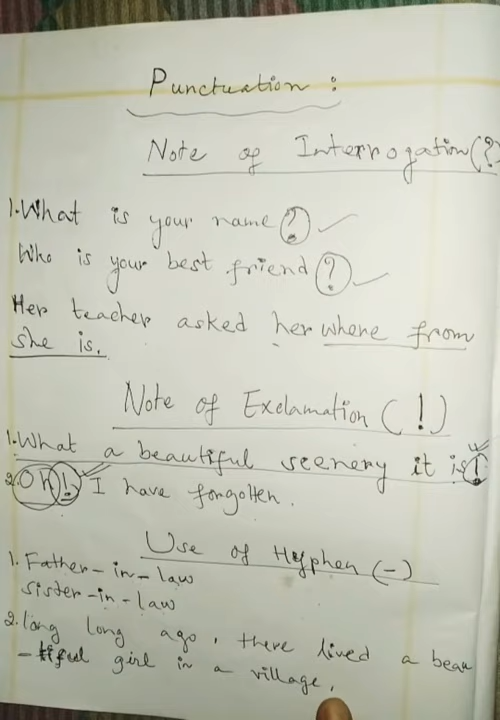 Punctuation :
Note of Interrogation (?)
1. What is your name ?
Who is your best friend ?
Her teacher asked her where from
she is.
Note of Exclamation (!)
1. What a beautiful scenery it is!
2. Oh! I have forgotten.
Use of Hyphen (-)
1. Father-in-law
sister-in-law
2. long long ago, there lived a beau
-tiful girl in a village.